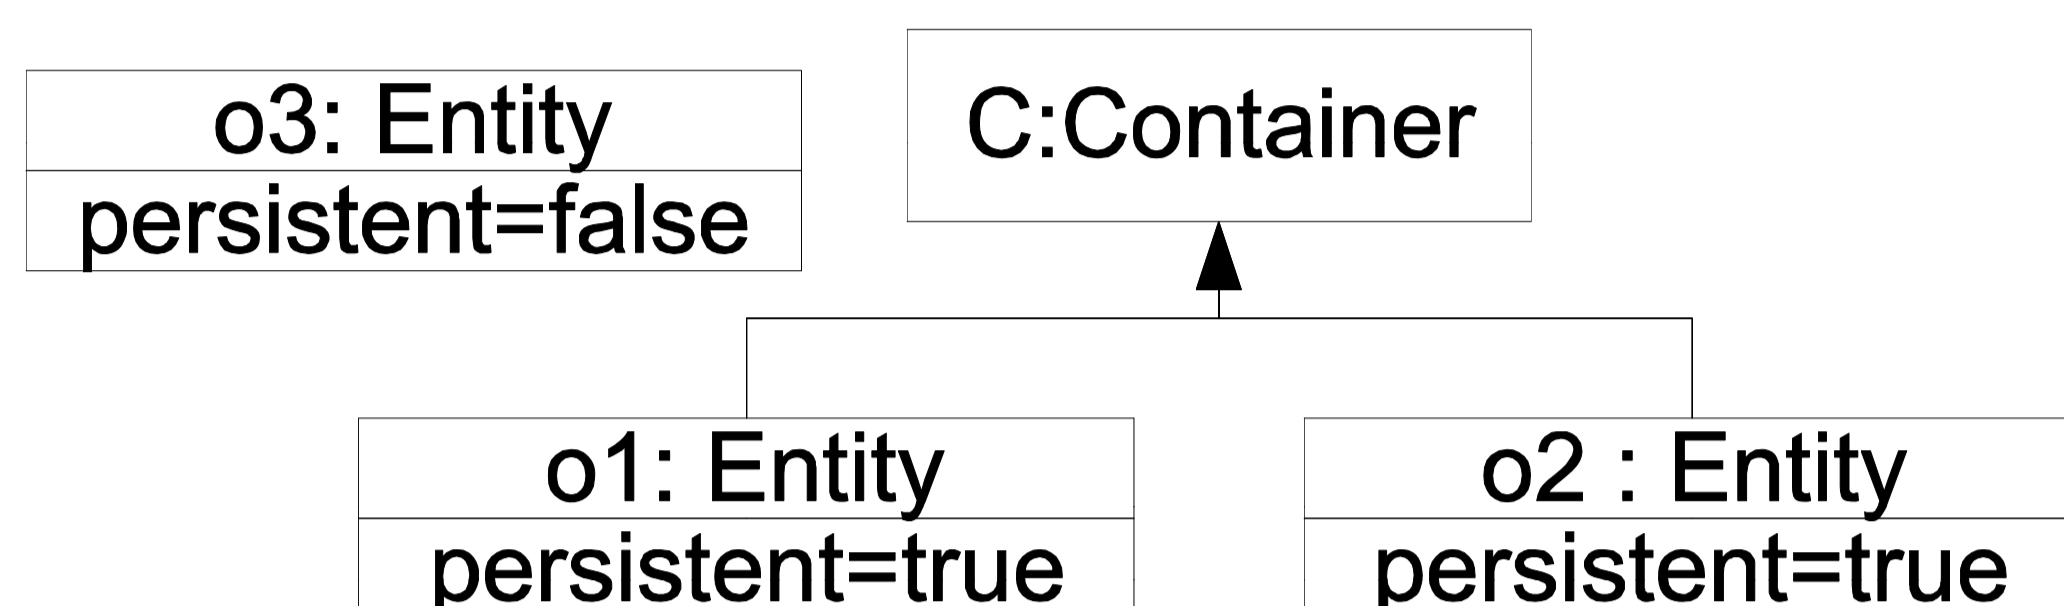 o3: Entity
persistent=false
C:Container
o1: Entity
persistent=true
o2 : Entity
persistent=true